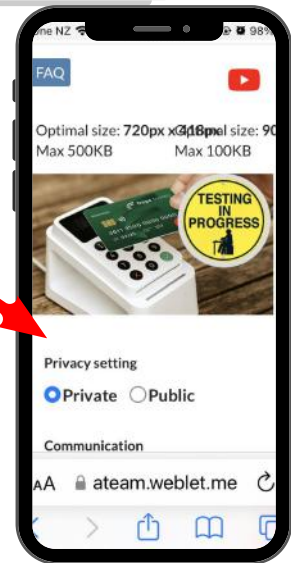 One NZ 98%
FAQ
Optimal size: 720px x 418px Optimal size: 90
Max 500KB Max 100KB
TESTING
IN
PROGRESS
Privacy setting
Private Public
Communication
AA ateam.weblet.me